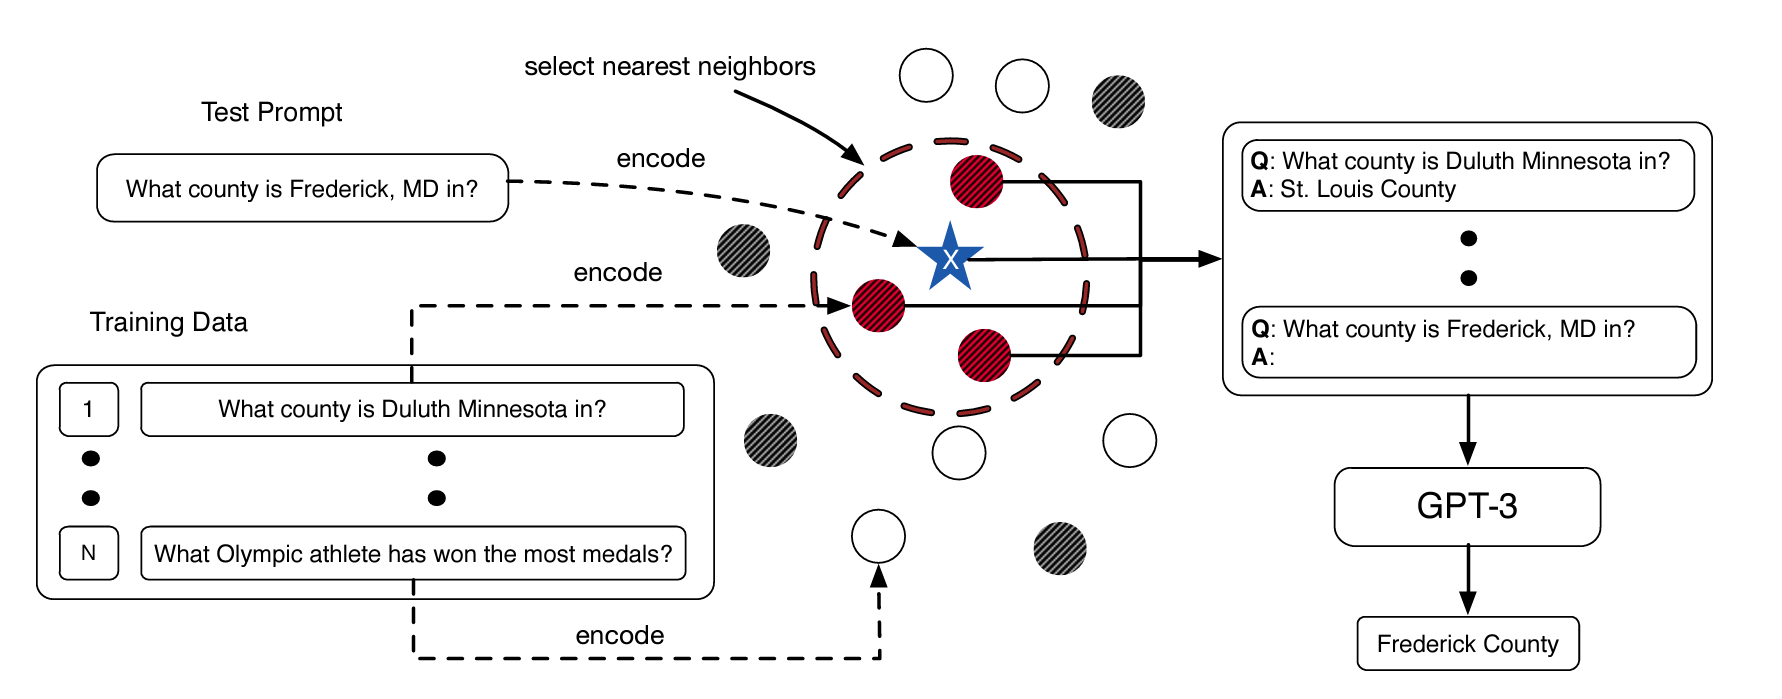 select nearest neighbors
Test Prompt
encode
What county is Frederick, MD in?
X
encode
Training Data
1
What county is Duluth Minnesota in?
N
What Olympic athlete has won the most medals?
encode
Q: What county is Duluth Minnesota in?
A: St. Louis County
Q: What county is Frederick, MD in?
A:
GPT-3
Frederick County